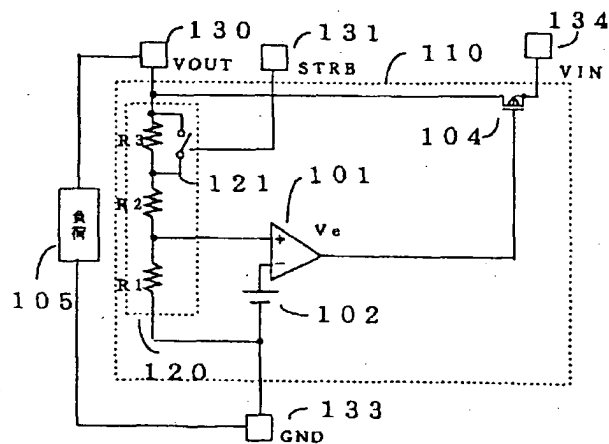 130
131
134
VOUT
STRB
110
VIN
R3
104
121
101
R2
Ve
負荷
+
−
105
R1
102
120
133
GND